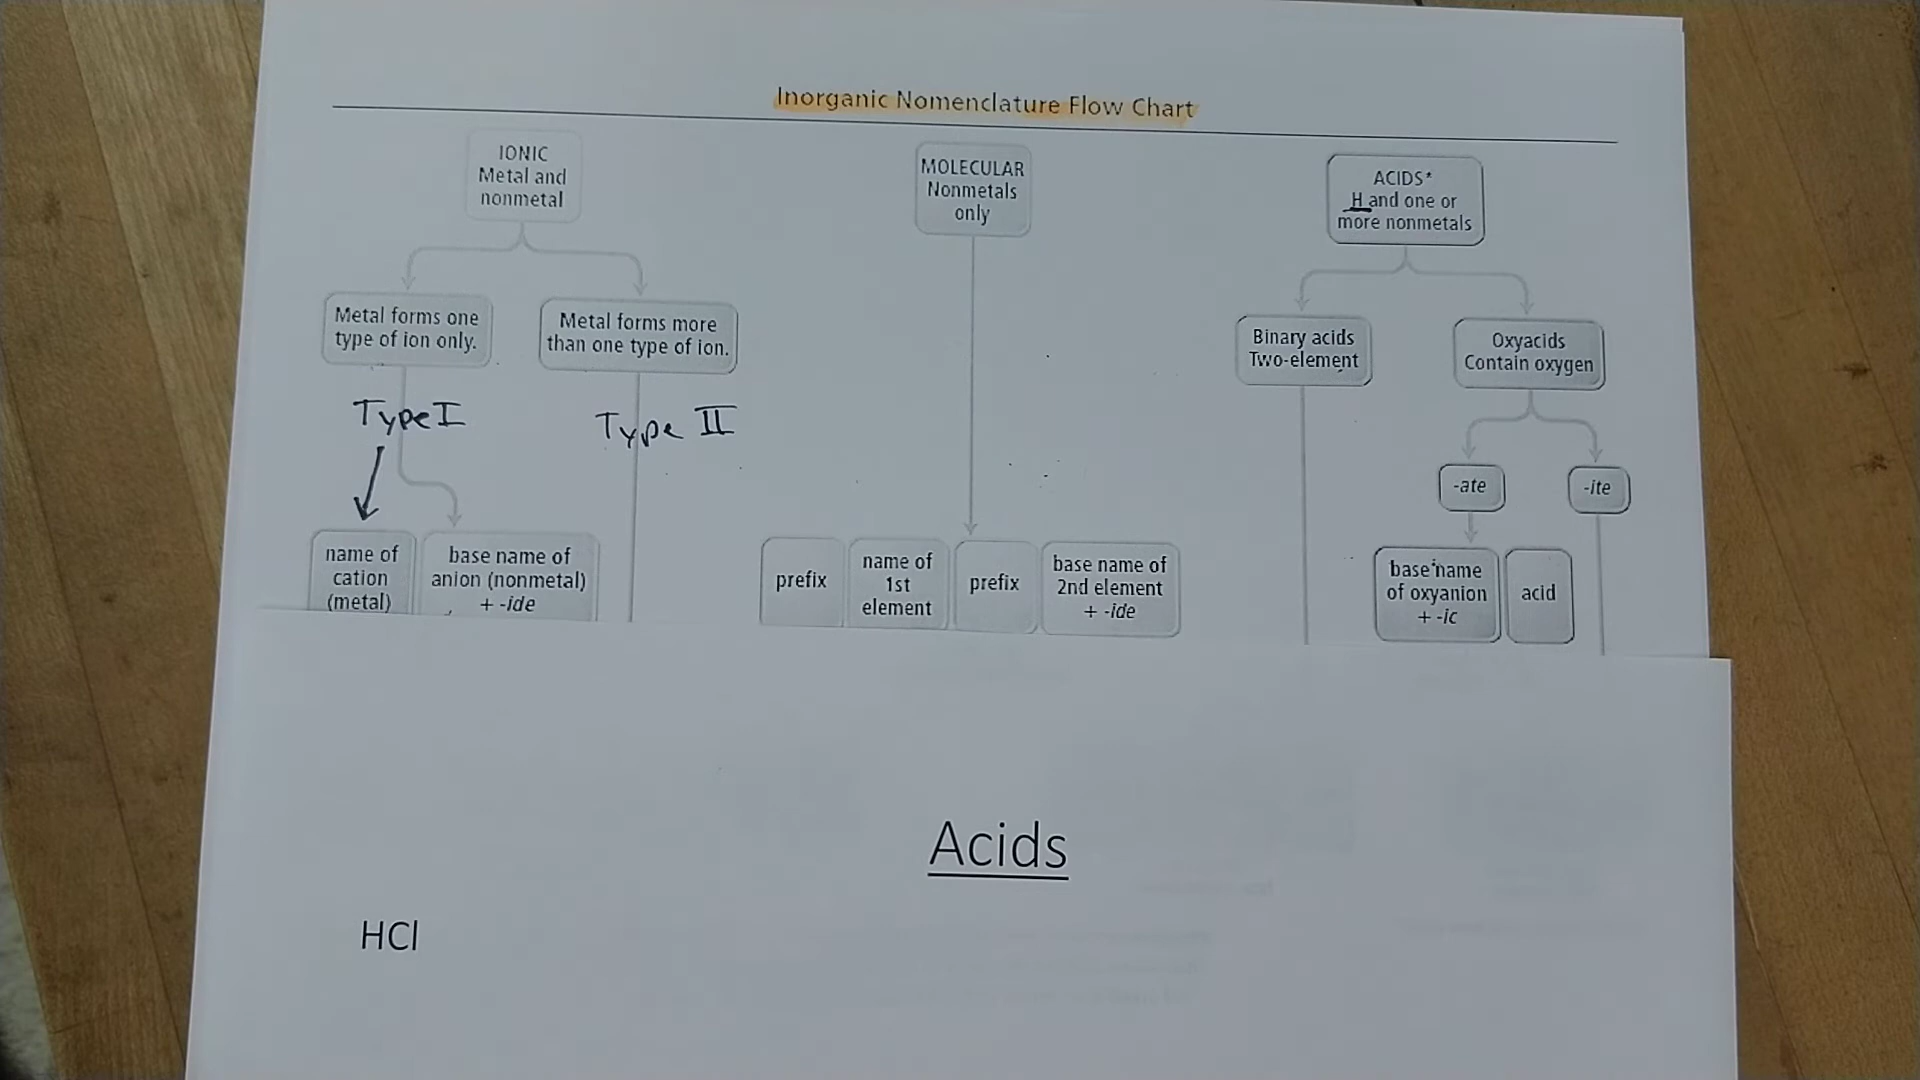 Inorganic Nomenclature Flow Chart
IONIC
Metal and
nonmetal
Metal forms one
type of ion only.
Metal forms more
than one type of ion.
Type I
Type II
name of
cation
(metal)
base name of
anion (nonmetal)
+ -ide
MOLECULAR
Nonmetals
only
prefix
name of
1st
element
prefix
base name of
2nd element
+ -ide
ACIDS*
H and one or
more nonmetals
Binary acids
Two-element
Oxyacids
Contain oxygen
-ate
-ite
base name
of oxyanion
+ -ic
acid
Acids
HCl